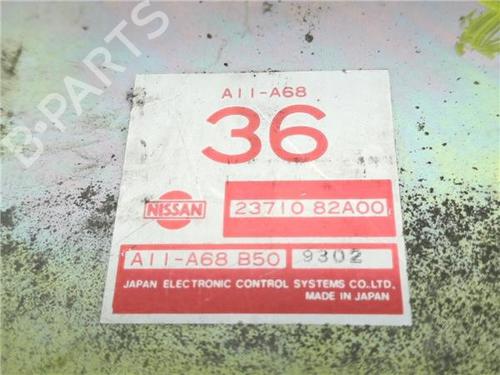 B-PARTS
A11-A68
36
NISSAN
23710 82A00
A11-A68 B50 9302
JAPAN ELECTRONIC CONTROL SYSTEMS CO.,LTD.
MADE IN JAPAN